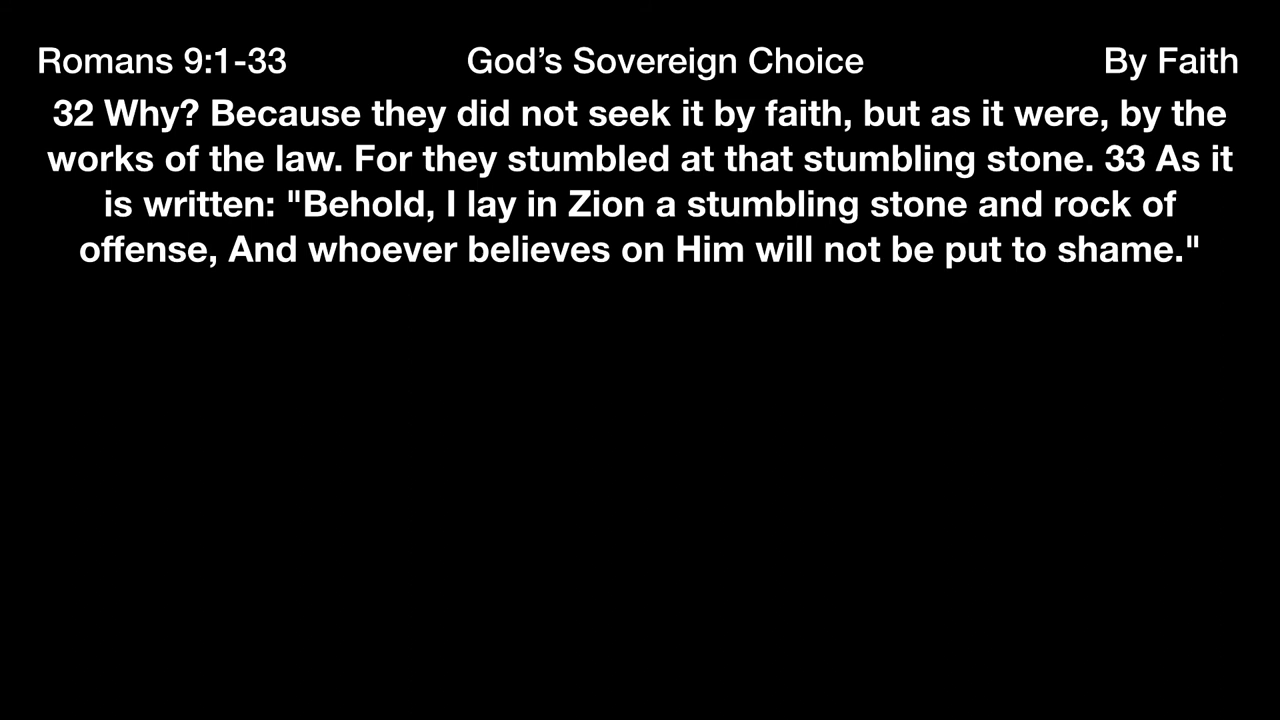 Romans 9:1-33 God’s Sovereign Choice By Faith
32 Why? Because they did not seek it by faith, but as it were, by the
works of the law. For they stumbled at that stumbling stone. 33 As it
is written: "Behold, I lay in Zion a stumbling stone and rock of
offense, And whoever believes on Him will not be put to shame."